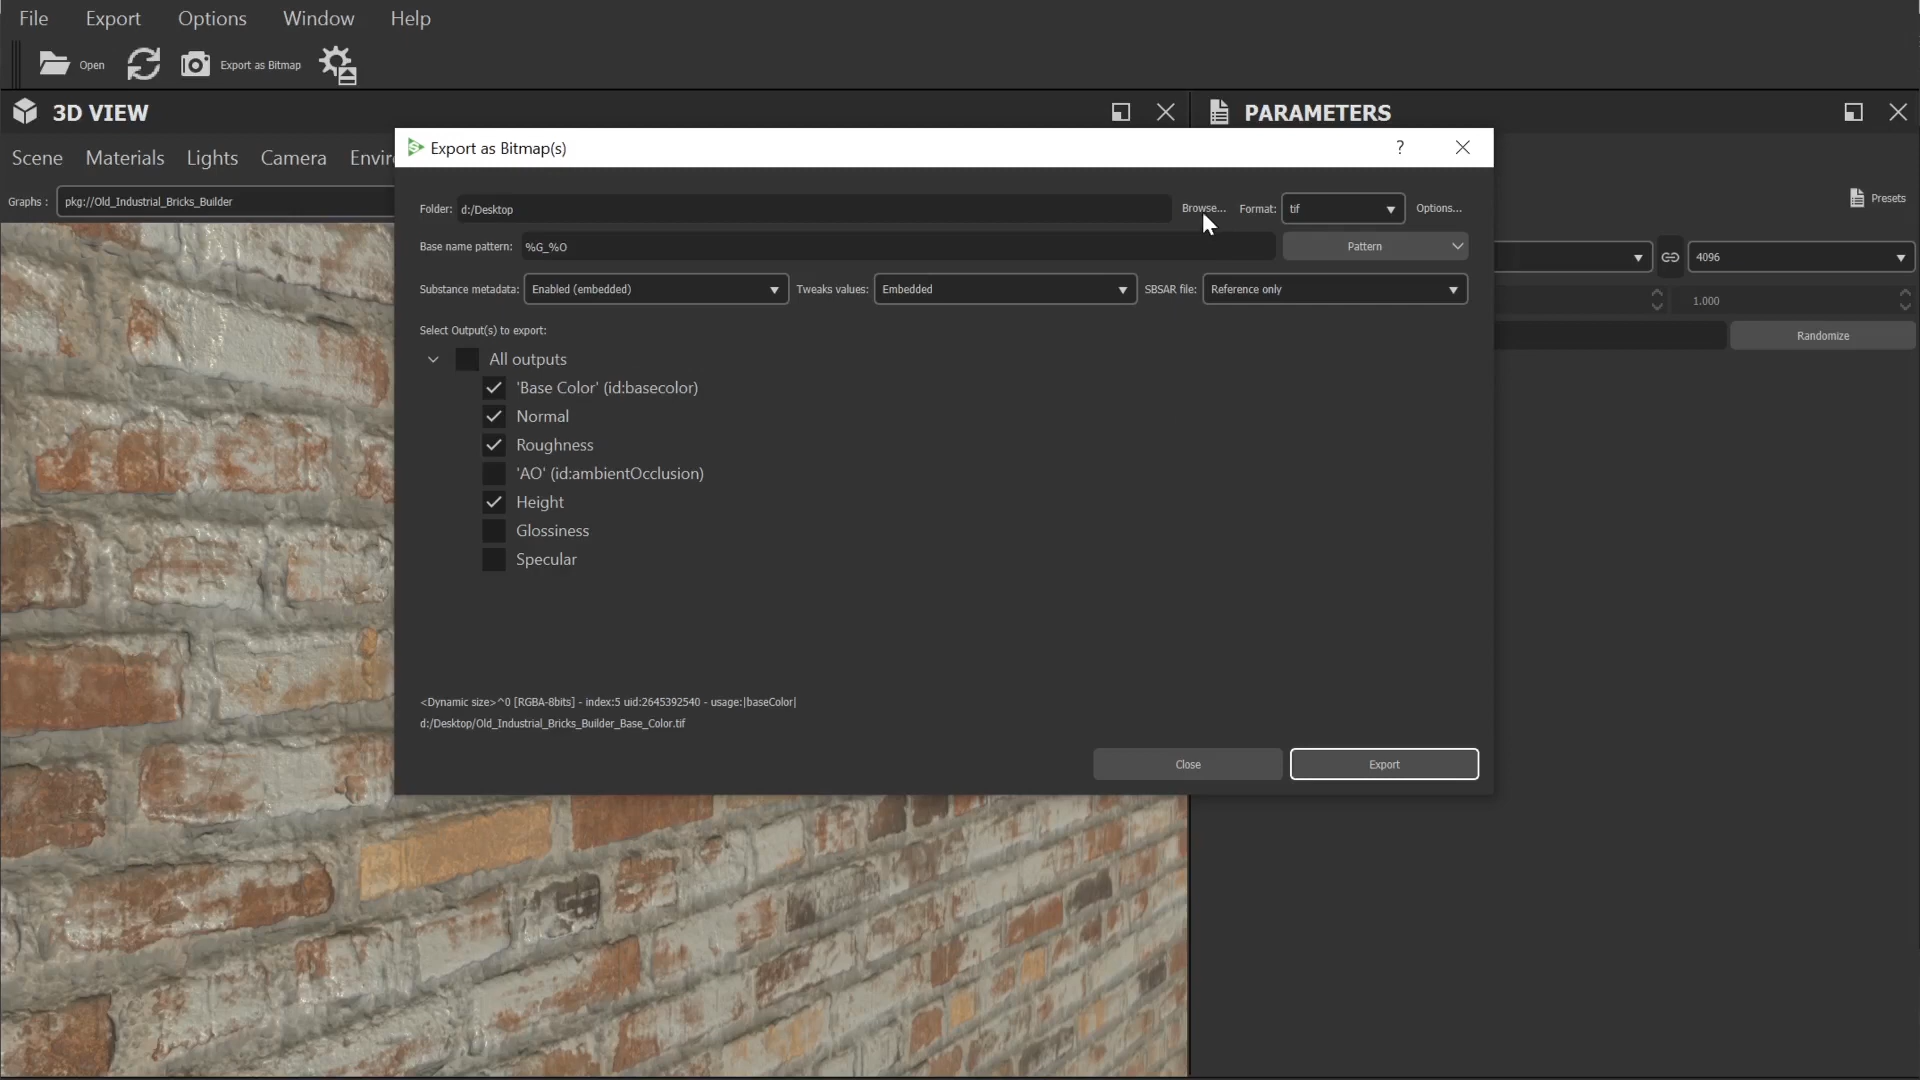 File Export Options Window Help
Open Export as Bitmap
3D VIEW
PARAMETERS
Scene Materials Lights Camera Envir
Export as Bitmap(s) ?
Graphs : pkg://Old_Industrial_Bricks_Builder
Presets
Folder: d:/Desktop Browse... Format: tif Options...
Base name pattern: %G_%O Pattern
4096
Substance metadata: Enabled (embedded) Tweaks values: Embedded SBSAR file: Reference only
1.000
Select Output(s) to export:
Randomize
All outputs
'Base Color' (id:basecolor)
Normal
Roughness
'AO' (id:ambientOcclusion)
Height
Glossiness
Specular
<Dynamic size>^0 [RGBA-8bits] - index:5 uid:2645392540 - usage:|baseColor|
d:/Desktop/Old_Industrial_Bricks_Builder_Base_Color.tif
Close Export